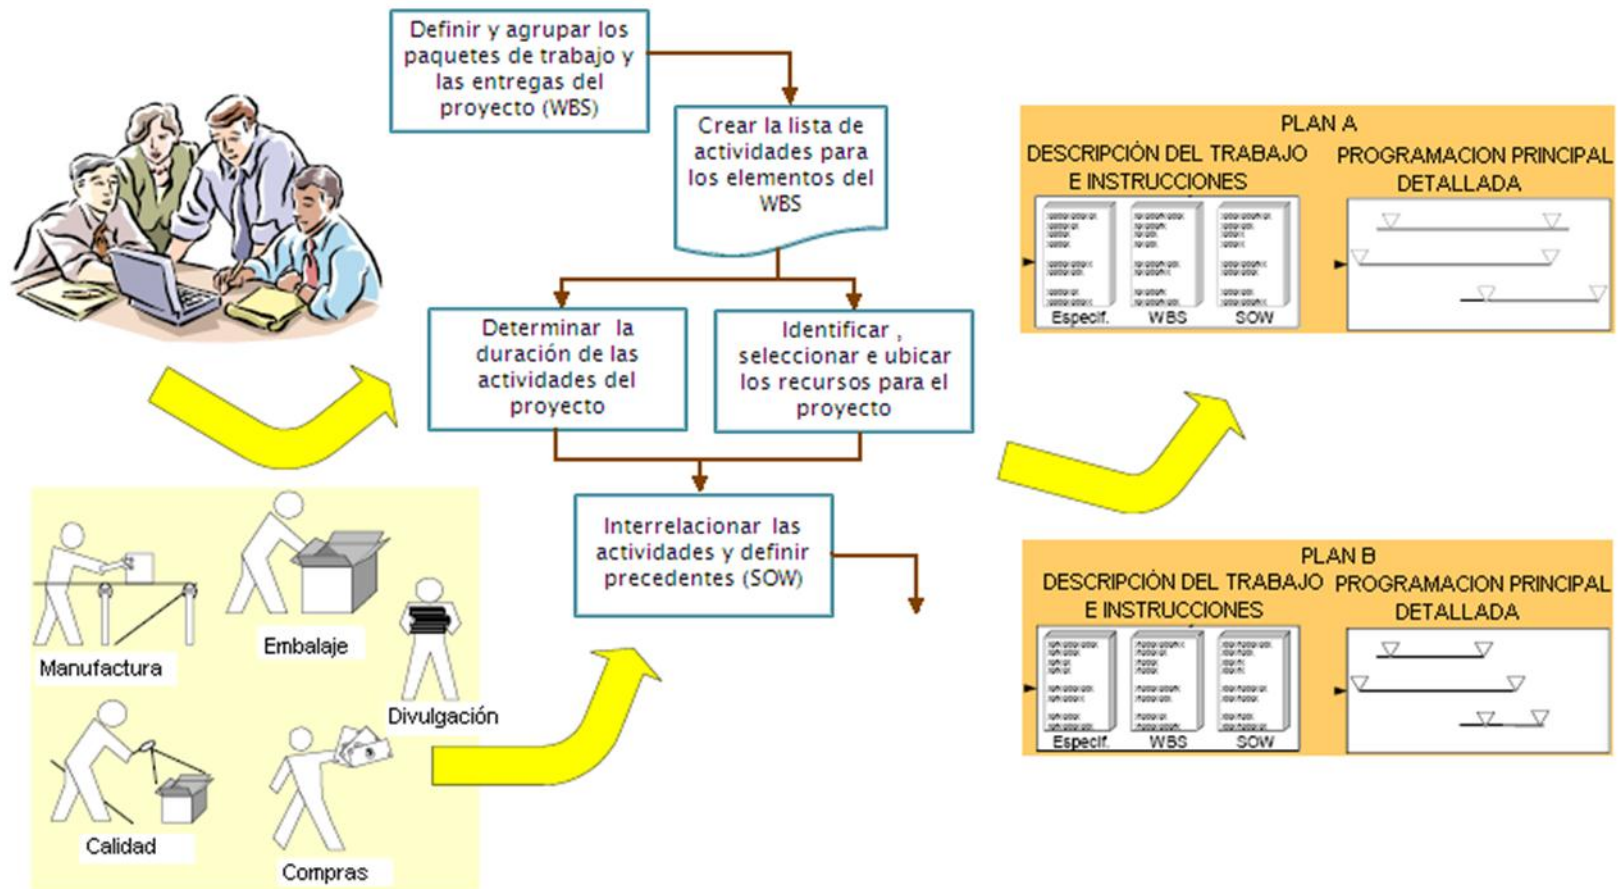 Definir y agrupar los
paquetes de trabajo y
las entregas del
proyecto (WBS)
Crear la lista de
actividades para
los elementos del
WBS
Determinar la
duración de las
actividades del
proyecto
Identificar ,
seleccionar e ubicar
los recursos para el
proyecto
Interrelacionar las
actividades y definir
precedentes (SOW)
Manufactura
Embalaje
Divulgación
Calidad
Compras
PLAN A
DESCRIPCIÓN DEL TRABAJO
E INSTRUCCIONES
PROGRAMACION PRINCIPAL
DETALLADA
Especif.
WBS
SOW
PLAN B
DESCRIPCIÓN DEL TRABAJO
E INSTRUCCIONES
PROGRAMACION PRINCIPAL
DETALLADA
Especif.
WBS
SOW